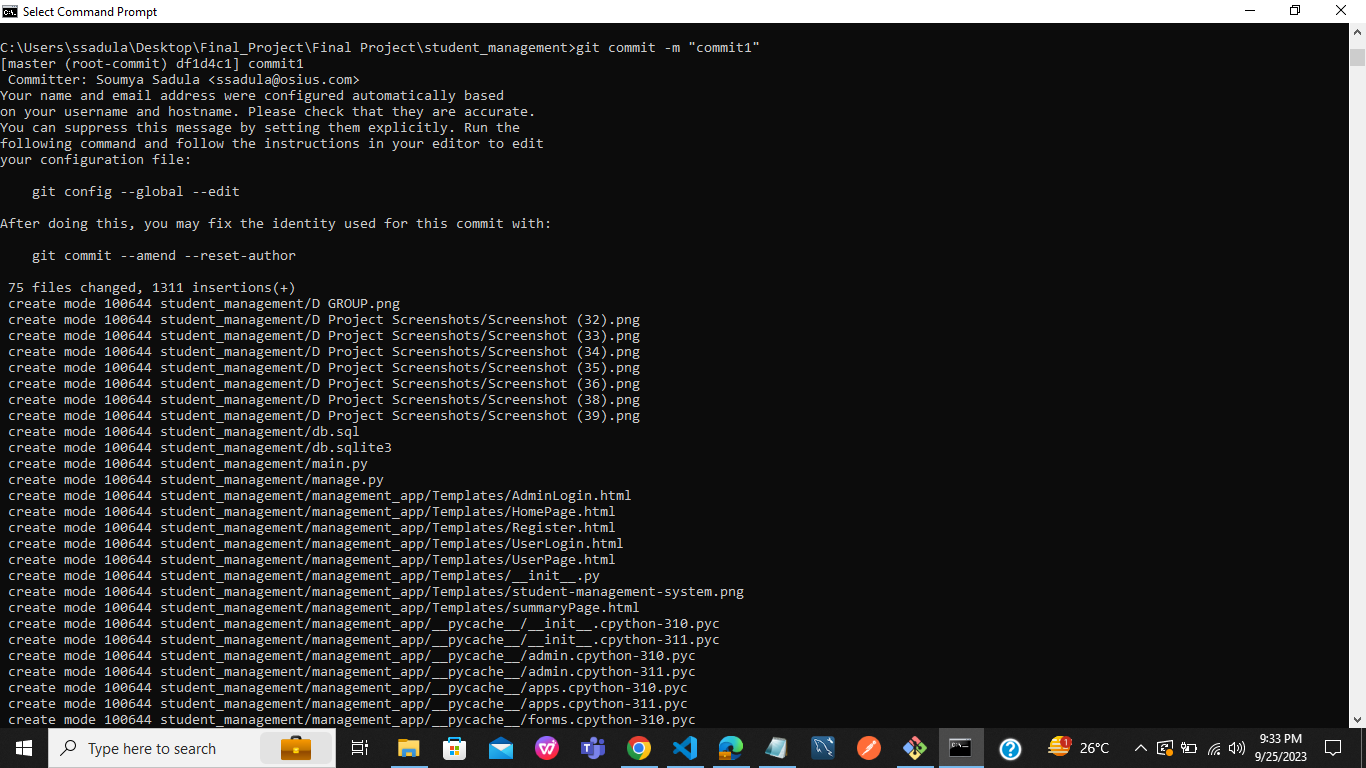 Select Command Prompt
C:\Users\ssadula\Desktop\Final_Project\Final Project\student_management>git commit -m "commit1"
[master (root-commit) df1d4c1] commit1
 Committer: Soumya Sadula <ssadula@osius.com>
Your name and email address were configured automatically based
on your username and hostname. Please check that they are accurate.
You can suppress this message by setting them explicitly. Run the
following command and follow the instructions in your editor to edit
your configuration file:
    git config --global --edit
After doing this, you may fix the identity used for this commit with:
    git commit --amend --reset-author
 75 files changed, 1311 insertions(+)
 create mode 100644 student_management/D GROUP.png
 create mode 100644 student_management/D Project Screenshots/Screenshot (32).png
 create mode 100644 student_management/D Project Screenshots/Screenshot (33).png
 create mode 100644 student_management/D Project Screenshots/Screenshot (34).png
 create mode 100644 student_management/D Project Screenshots/Screenshot (35).png
 create mode 100644 student_management/D Project Screenshots/Screenshot (36).png
 create mode 100644 student_management/D Project Screenshots/Screenshot (38).png
 create mode 100644 student_management/D Project Screenshots/Screenshot (39).png
 create mode 100644 student_management/db.sql
 create mode 100644 student_management/db.sqlite3
 create mode 100644 student_management/main.py
 create mode 100644 student_management/manage.py
 create mode 100644 student_management/management_app/Templates/AdminLogin.html
 create mode 100644 student_management/management_app/Templates/HomePage.html
 create mode 100644 student_management/management_app/Templates/Register.html
 create mode 100644 student_management/management_app/Templates/UserLogin.html
 create mode 100644 student_management/management_app/Templates/UserPage.html
 create mode 100644 student_management/management_app/Templates/__init__.py
 create mode 100644 student_management/management_app/Templates/student-management-system.png
 create mode 100644 student_management/management_app/Templates/summaryPage.html
 create mode 100644 student_management/management_app/__pycache__/__init__.cpython-310.pyc
 create mode 100644 student_management/management_app/__pycache__/__init__.cpython-311.pyc
 create mode 100644 student_management/management_app/__pycache__/admin.cpython-310.pyc
 create mode 100644 student_management/management_app/__pycache__/admin.cpython-311.pyc
 create mode 100644 student_management/management_app/__pycache__/apps.cpython-310.pyc
 create mode 100644 student_management/management_app/__pycache__/apps.cpython-311.pyc
 create mode 100644 student_management/management_app/__pycache__/forms.cpython-310.pyc
Type here to search
1
26°C
9:33 PM
9/25/2023